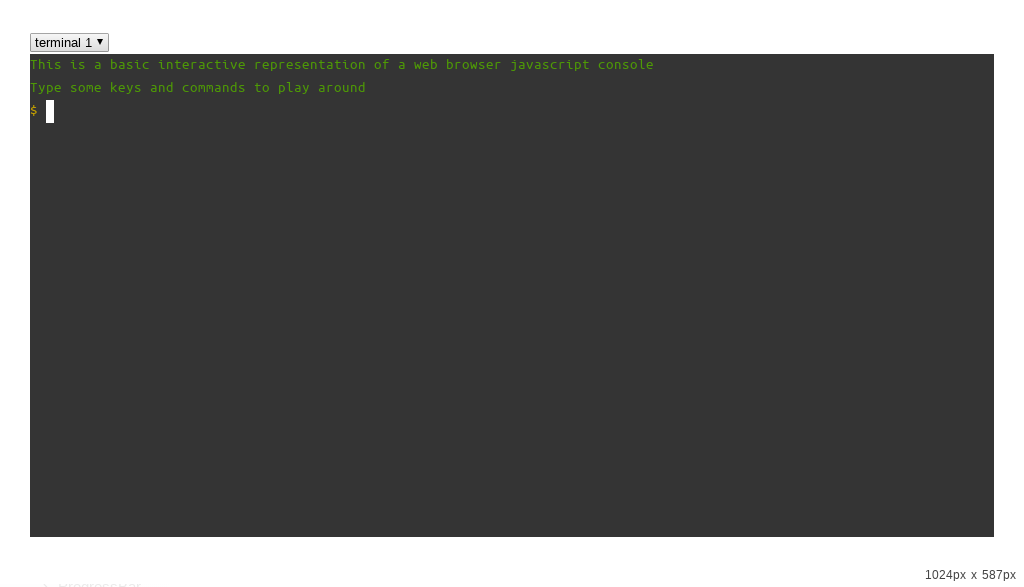 terminal 1
This is a basic interactive representation of a web browser javascript console
Type some keys and commands to play around
$
1024px x 587px